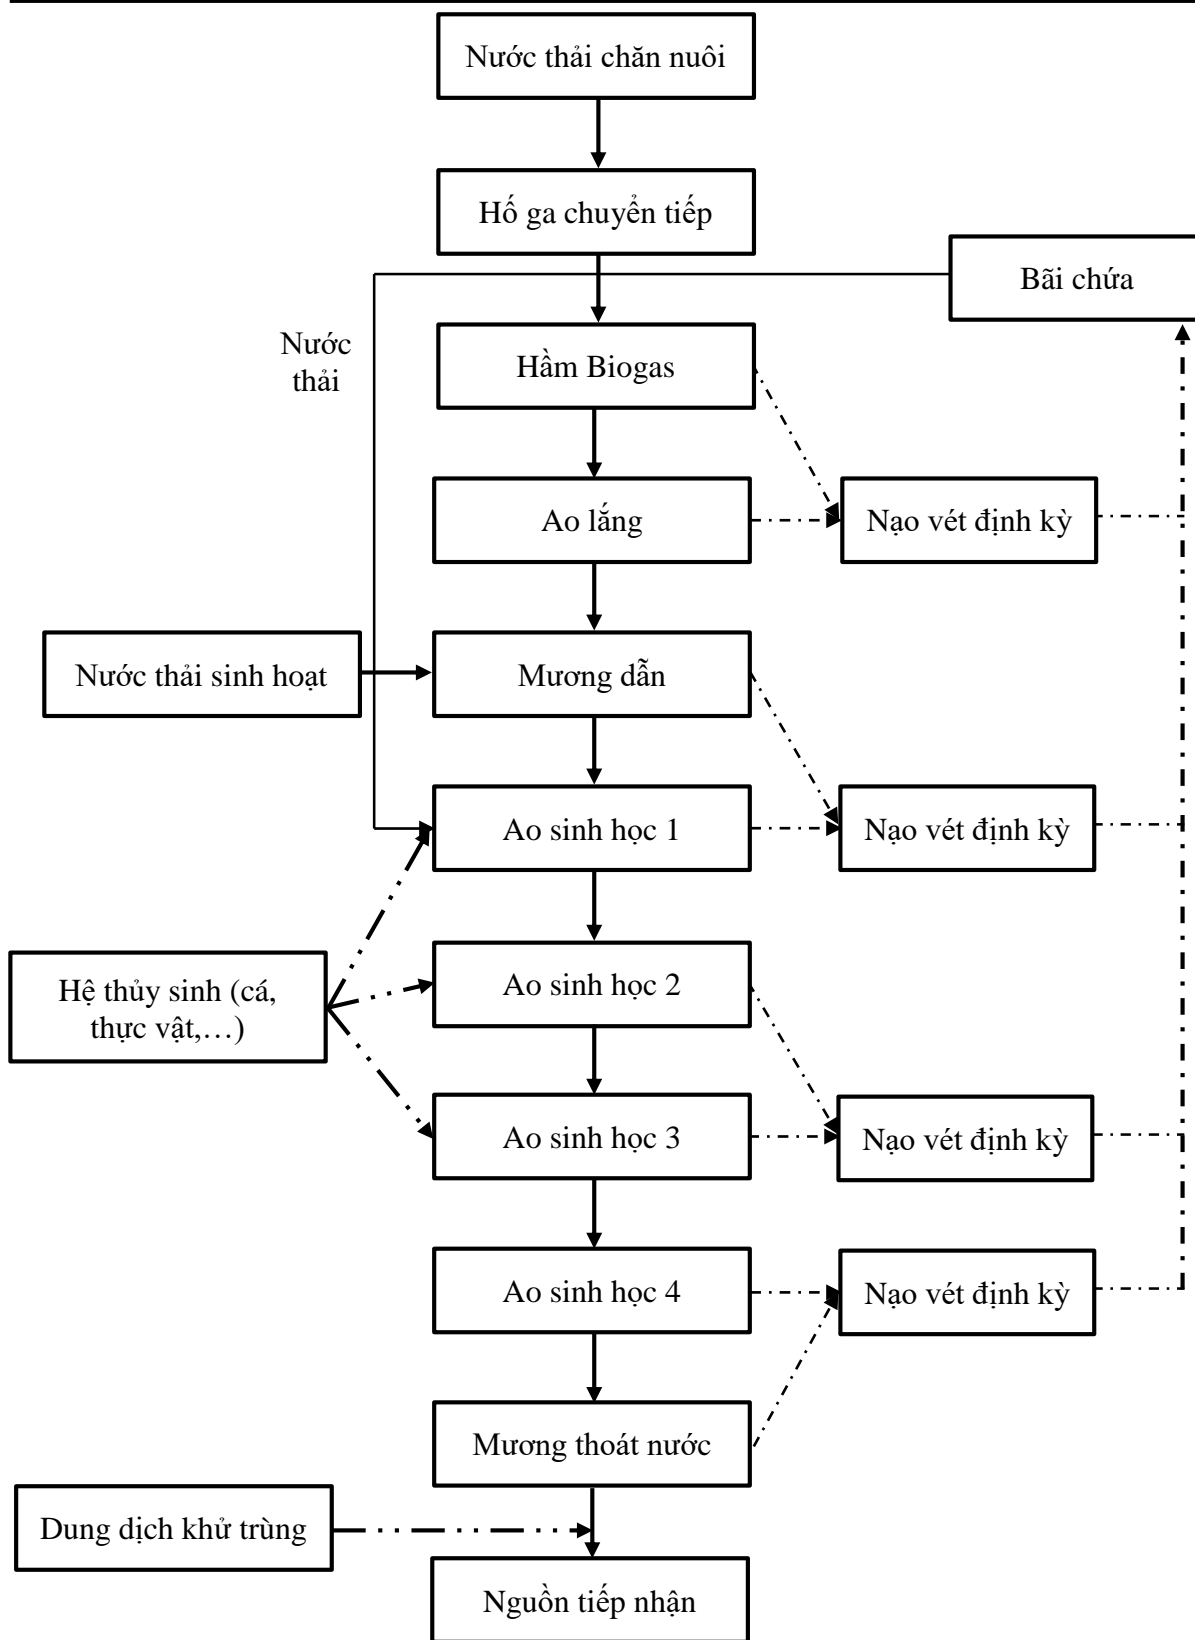 Nước thải chăn nuôi
Hố ga chuyển tiếp
Bãi chứa
Nước
thải
Hầm Biogas
Ao lắng
Nạo vét định kỳ
Nước thải sinh hoạt
Mương dẫn
Ao sinh học 1
Nạo vét định kỳ
Hệ thủy sinh (cá,
thực vật,…)
Ao sinh học 2
Ao sinh học 3
Nạo vét định kỳ
Ao sinh học 4
Nạo vét định kỳ
Mương thoát nước
Dung dịch khử trùng
Nguồn tiếp nhận